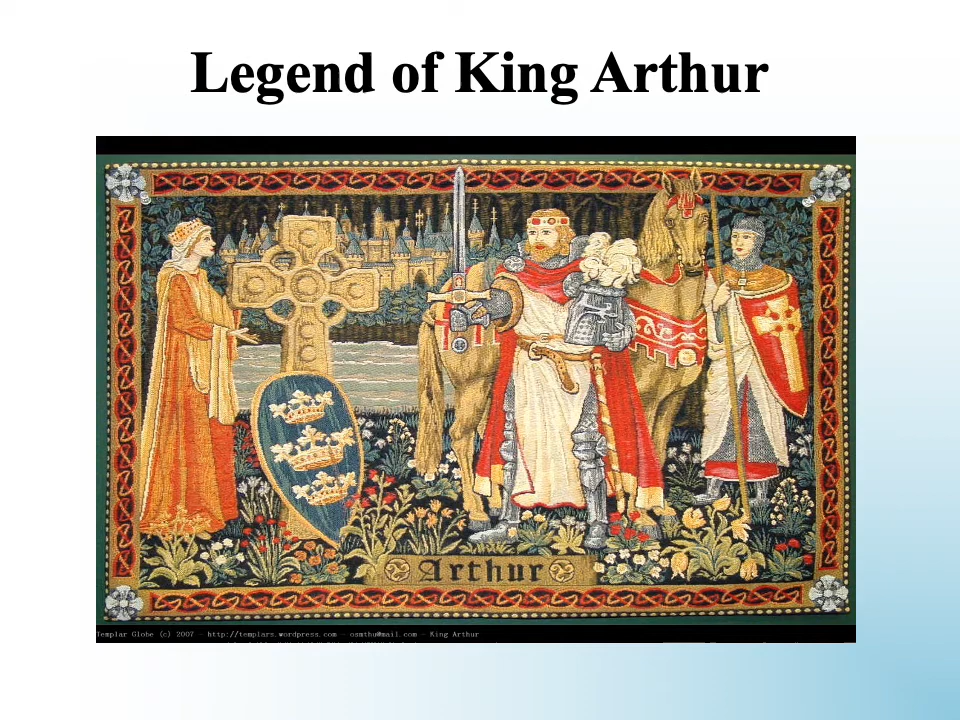 Legend of King Arthur
Arthur
Templar Globe (c) 2007 - http://templars.wordpress.com - osmthu@mail.com - King Arthur